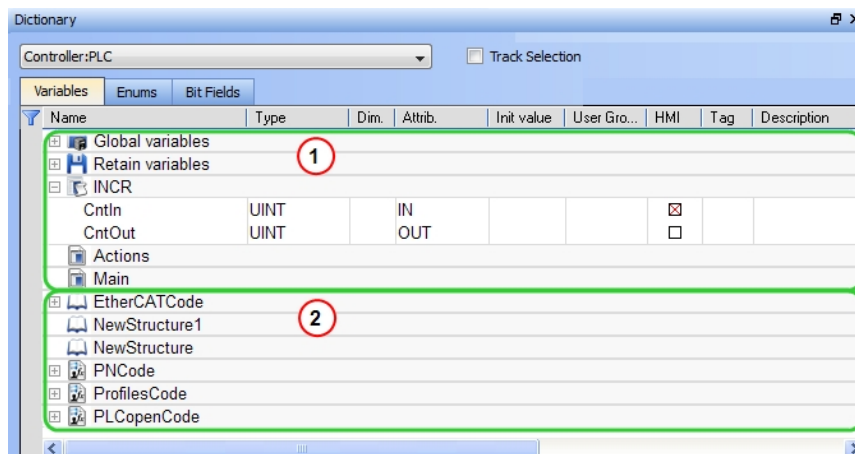 Dictionary
Controller:PLC
Track Selection
Variables Enums Bit Fields
Name Type Dim. Attrib. Init value User Gro... HMI Tag Description
Global variables
1
Retain variables
INCR
CntIn UINT IN
CntOut UINT OUT
Actions
Main
EtherCATCode
2
NewStructure1
NewStructure
PNCode
ProfilesCode
PLCopenCode